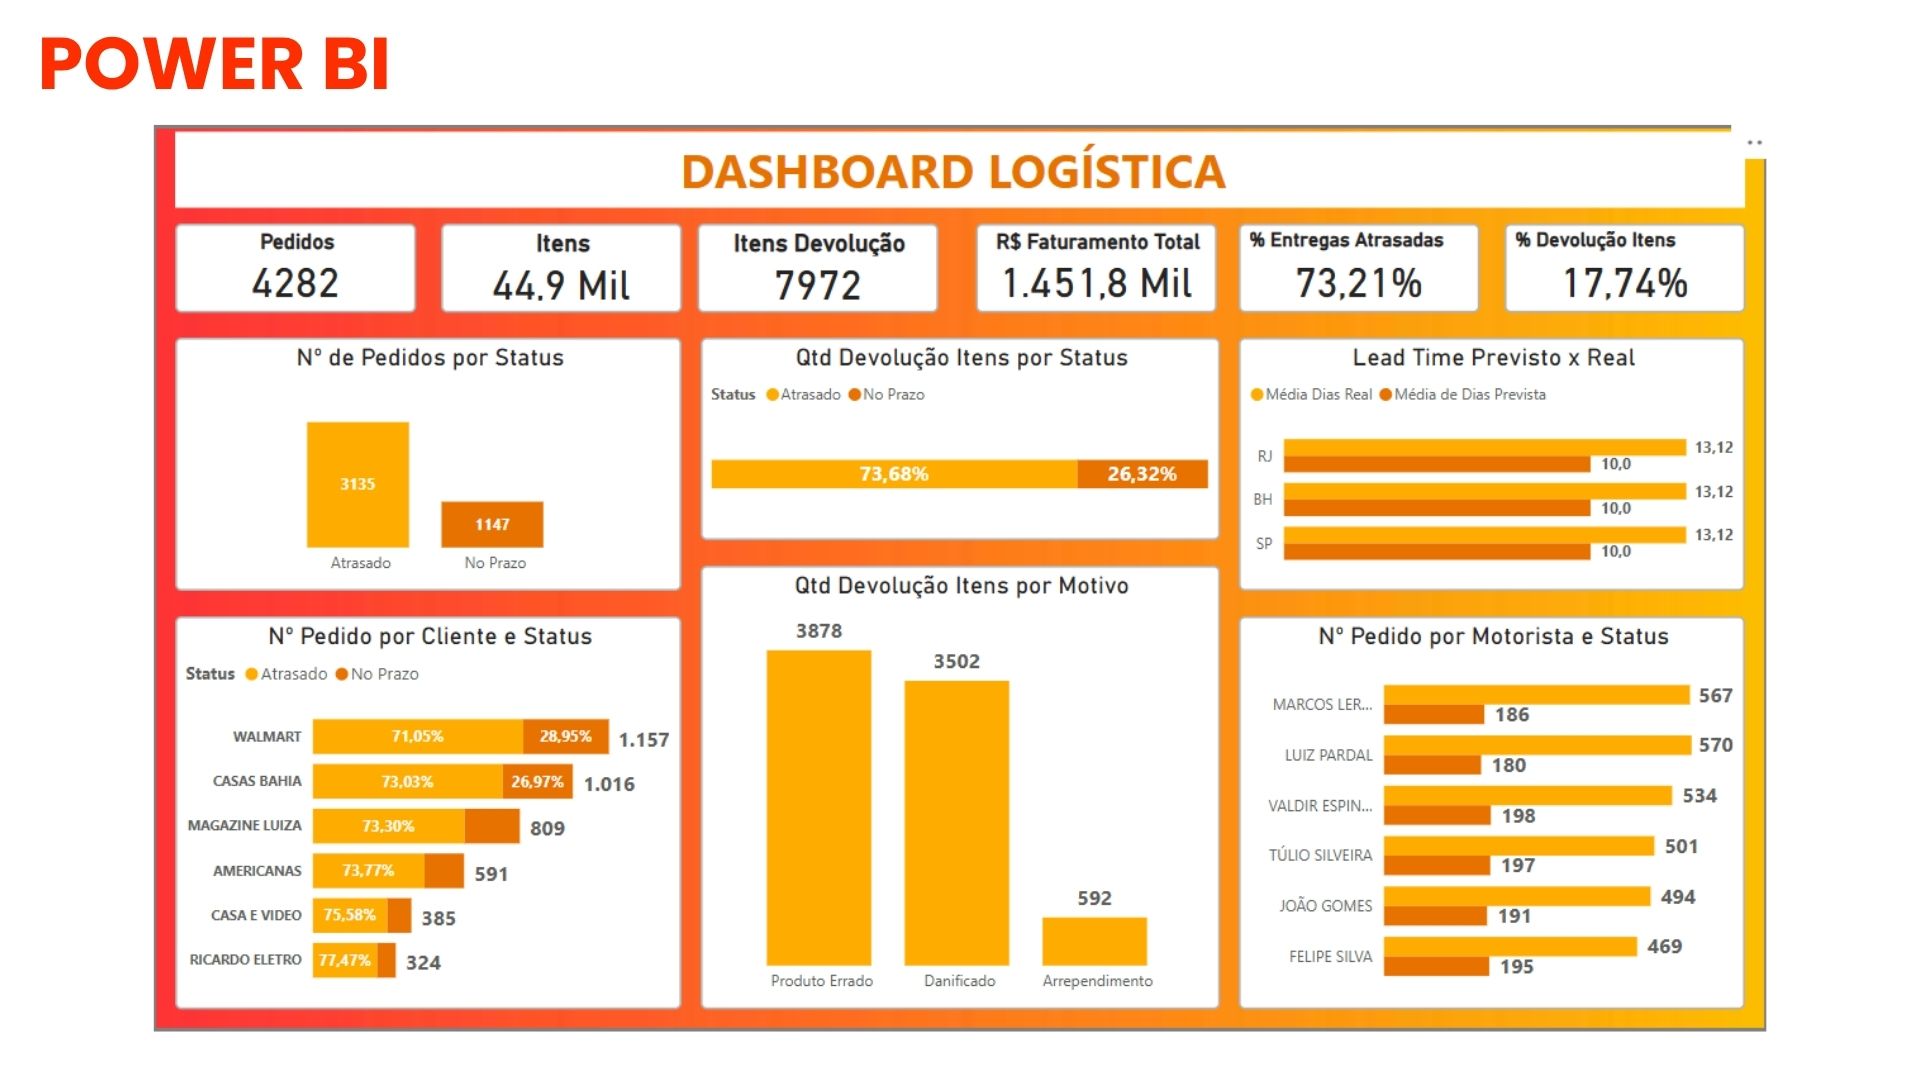 POWER BI
DASHBOARD LOGÍSTICA
Pedidos
4282
Itens
44,9 Mil
Itens Devolução
7972
R$ Faturamento Total
1.451,8 Mil
% Entregas Atrasadas
73,21%
% Devolução Itens
17,74%
Nº de Pedidos por Status
3135
1147
Atrasado
No Prazo
Qtd Devolução Itens por Status
Status Atrasado No Prazo
73,68%
26,32%
Lead Time Previsto x Real
Média Dias Real Média de Dias Prevista
RJ 13,12
10,0
BH 13,12
10,0
SP 13,12
10,0
Nº Pedido por Cliente e Status
Status Atrasado No Prazo
WALMART 71,05% 28,95% 1.157
CASAS BAHIA 73,03% 26,97% 1.016
MAGAZINE LUIZA 73,30% 809
AMERICANAS 73,77% 591
CASA E VIDEO 75,58% 385
RICARDO ELETRO 77,47% 324
Qtd Devolução Itens por Motivo
3878
3502
592
Produto Errado
Danificado
Arrependimento
Nº Pedido por Motorista e Status
MARCOS LER... 567
186
LUIZ PARDAL 570
180
VALDIR ESPIN... 534
198
TÚLIO SILVEIRA 501
197
JOÃO GOMES 494
191
FELIPE SILVA 469
195